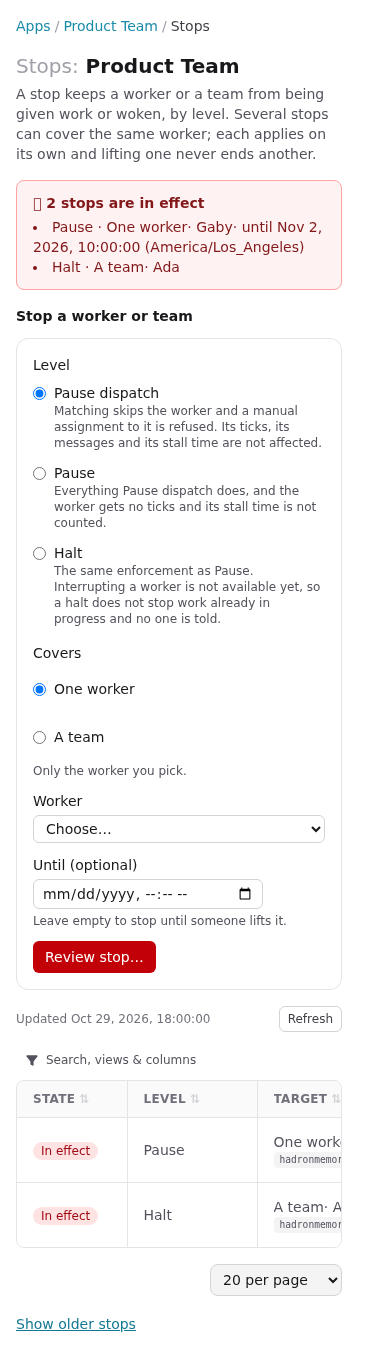 Apps / Product Team / Stops
Stops: Product Team
A stop keeps a worker or a team from being
given work or woken, by level. Several stops
can cover the same worker; each applies on
its own and lifting one never ends another.
2 stops are in effect
• Pause · One worker· Gaby· until Nov 2,
2026, 10:00:00 (America/Los_Angeles)
• Halt · A team· Ada
Stop a worker or team
Level
Pause dispatch
Matching skips the worker and a manual
assignment to it is refused. Its ticks, its
messages and its stall time are not affected.
Pause
Everything Pause dispatch does, and the
worker gets no ticks and its stall time is not
counted.
Halt
The same enforcement as Pause.
Interrupting a worker is not available yet, so
a halt does not stop work already in
progress and no one is told.
Covers
One worker
A team
Only the worker you pick.
Worker
Choose...
Until (optional)
mm/dd/yyyy, --:-- --
Leave empty to stop until someone lifts it.
Review stop...
Updated Oct 29, 2026, 18:00:00
Refresh
Search, views & columns
STATE LEVEL TARGET
In effect Pause One work
hadronmemor
In effect Halt A team· A
hadronmemor
20 per page
Show older stops